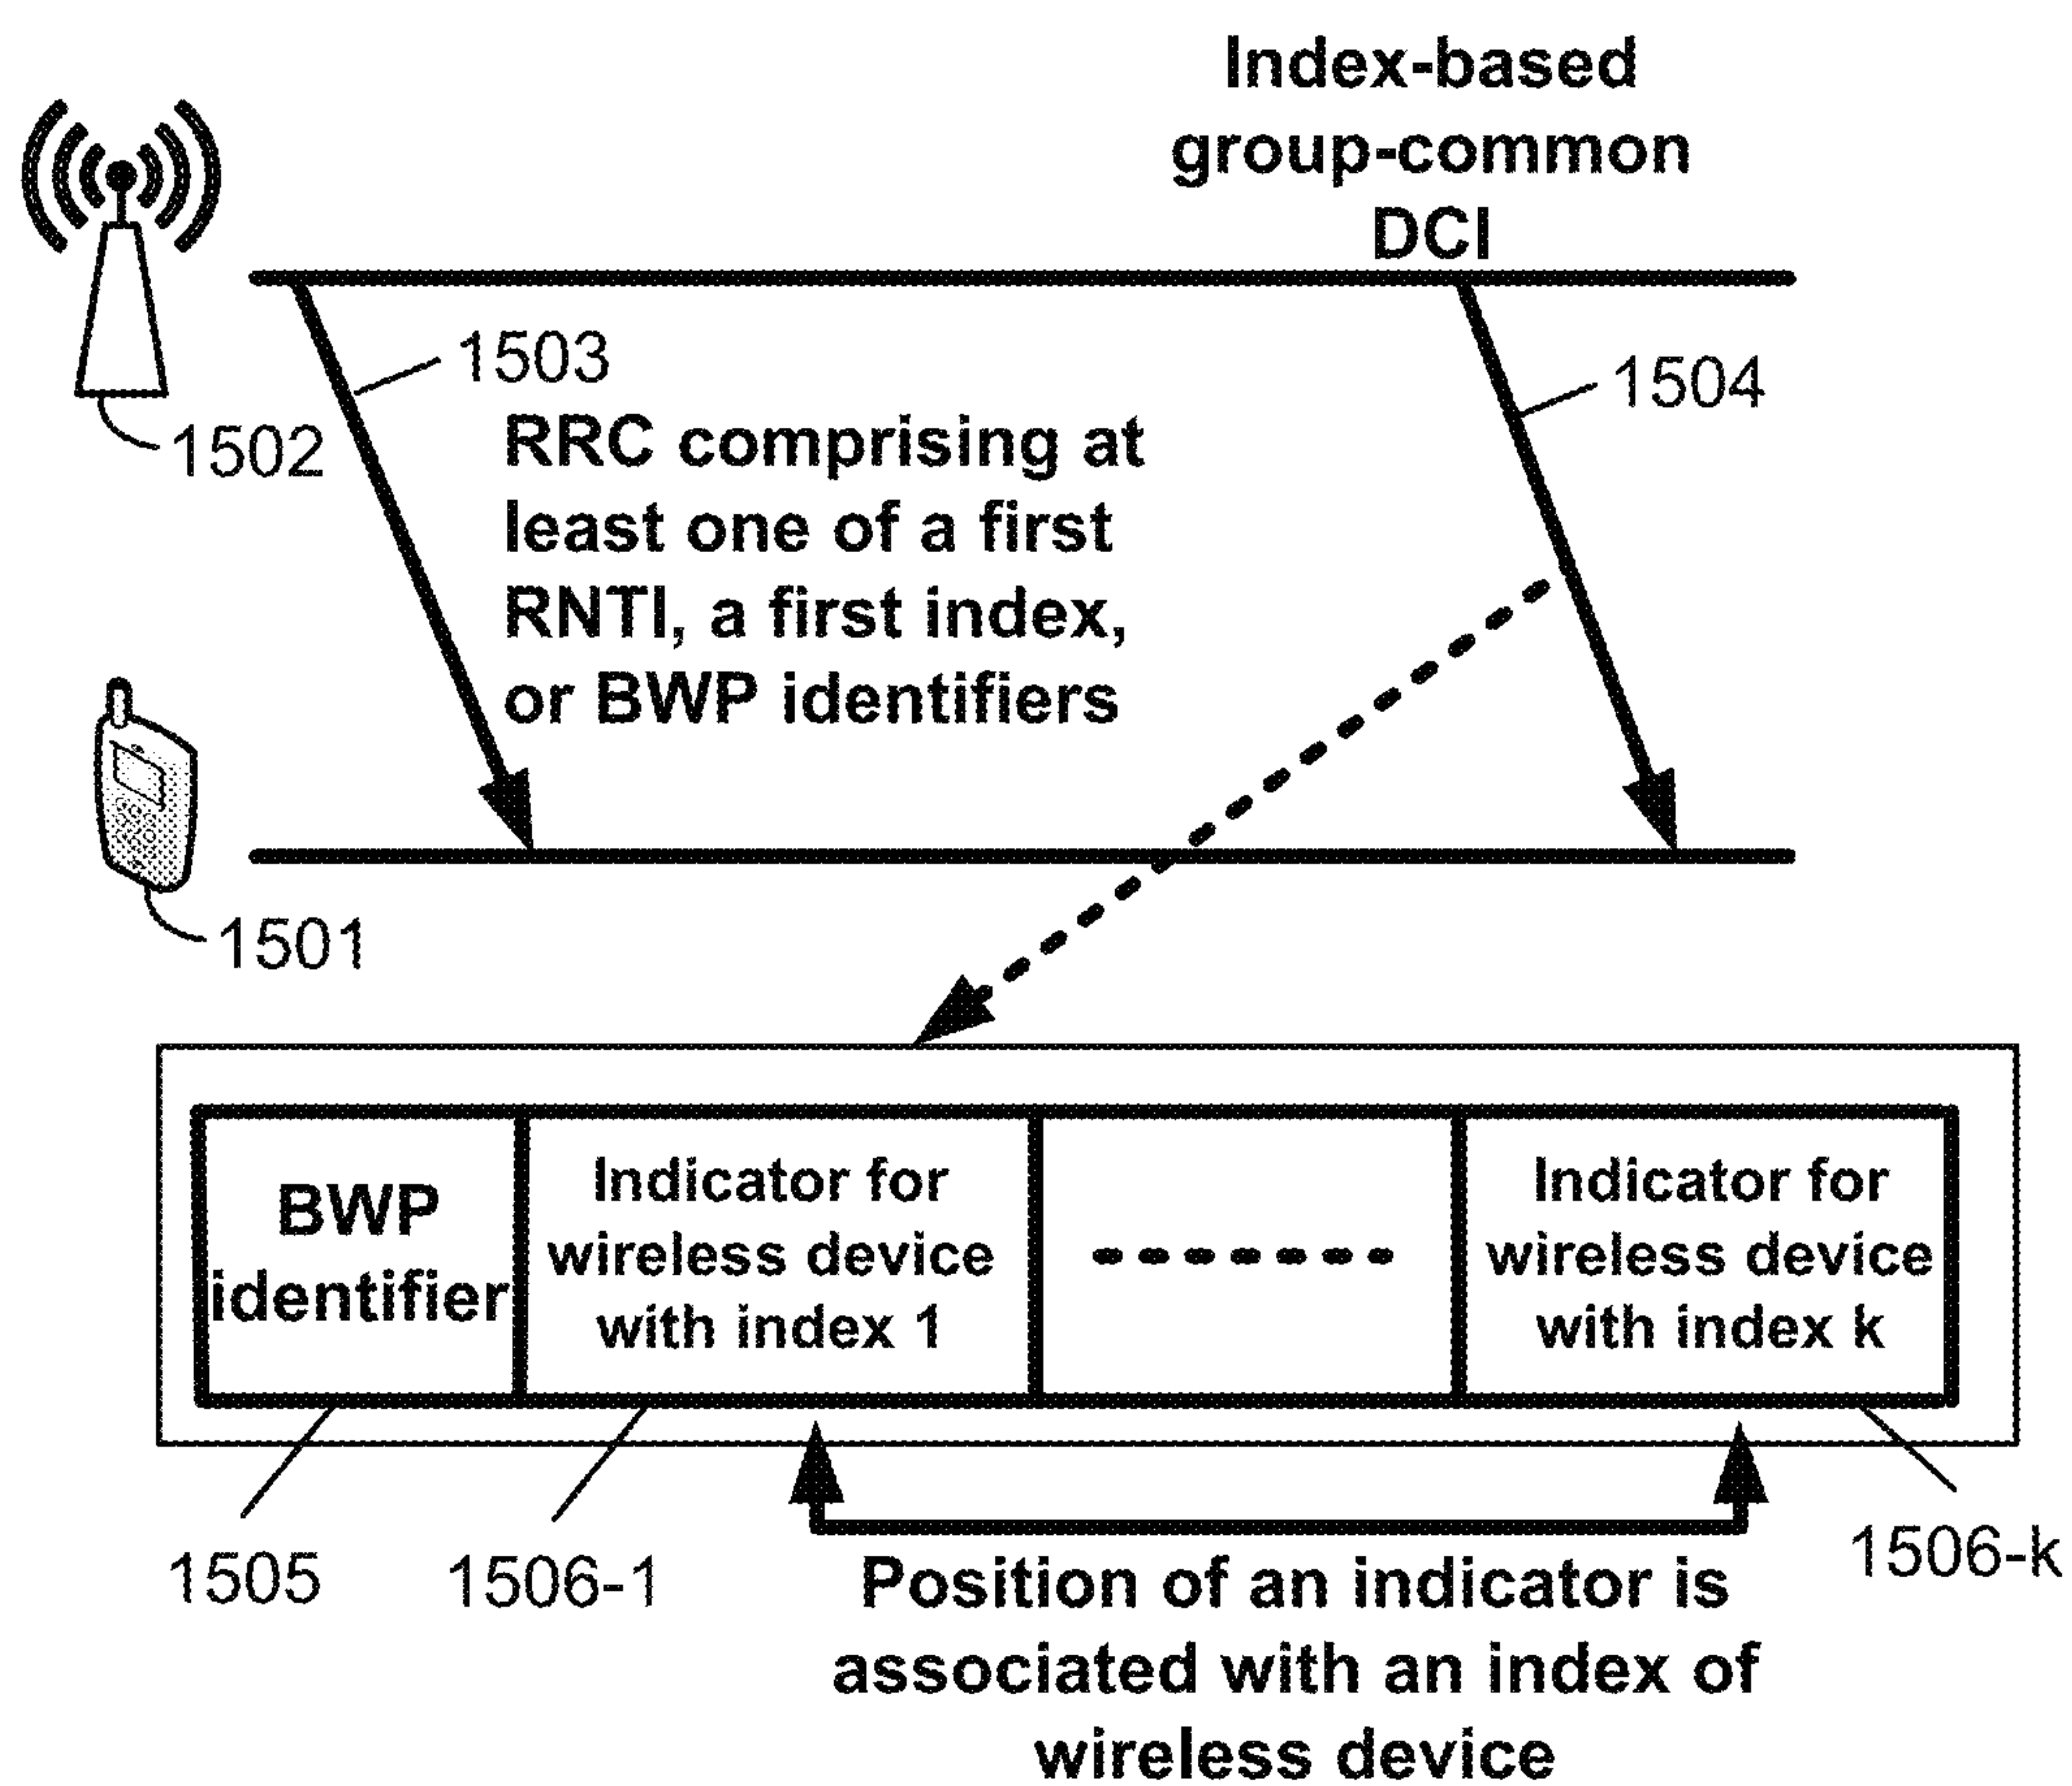 Index-based
group-common
DCI
1503
1504
1502
RRC comprising at
least one of a first
RNTI, a first index,
or BWP identifiers
1501
BWP
identifier
Indicator for
wireless device
with index 1
Indicator for
wireless device
with index k
1505
1506-1
1506-k
Position of an indicator is
associated with an index of
wireless device